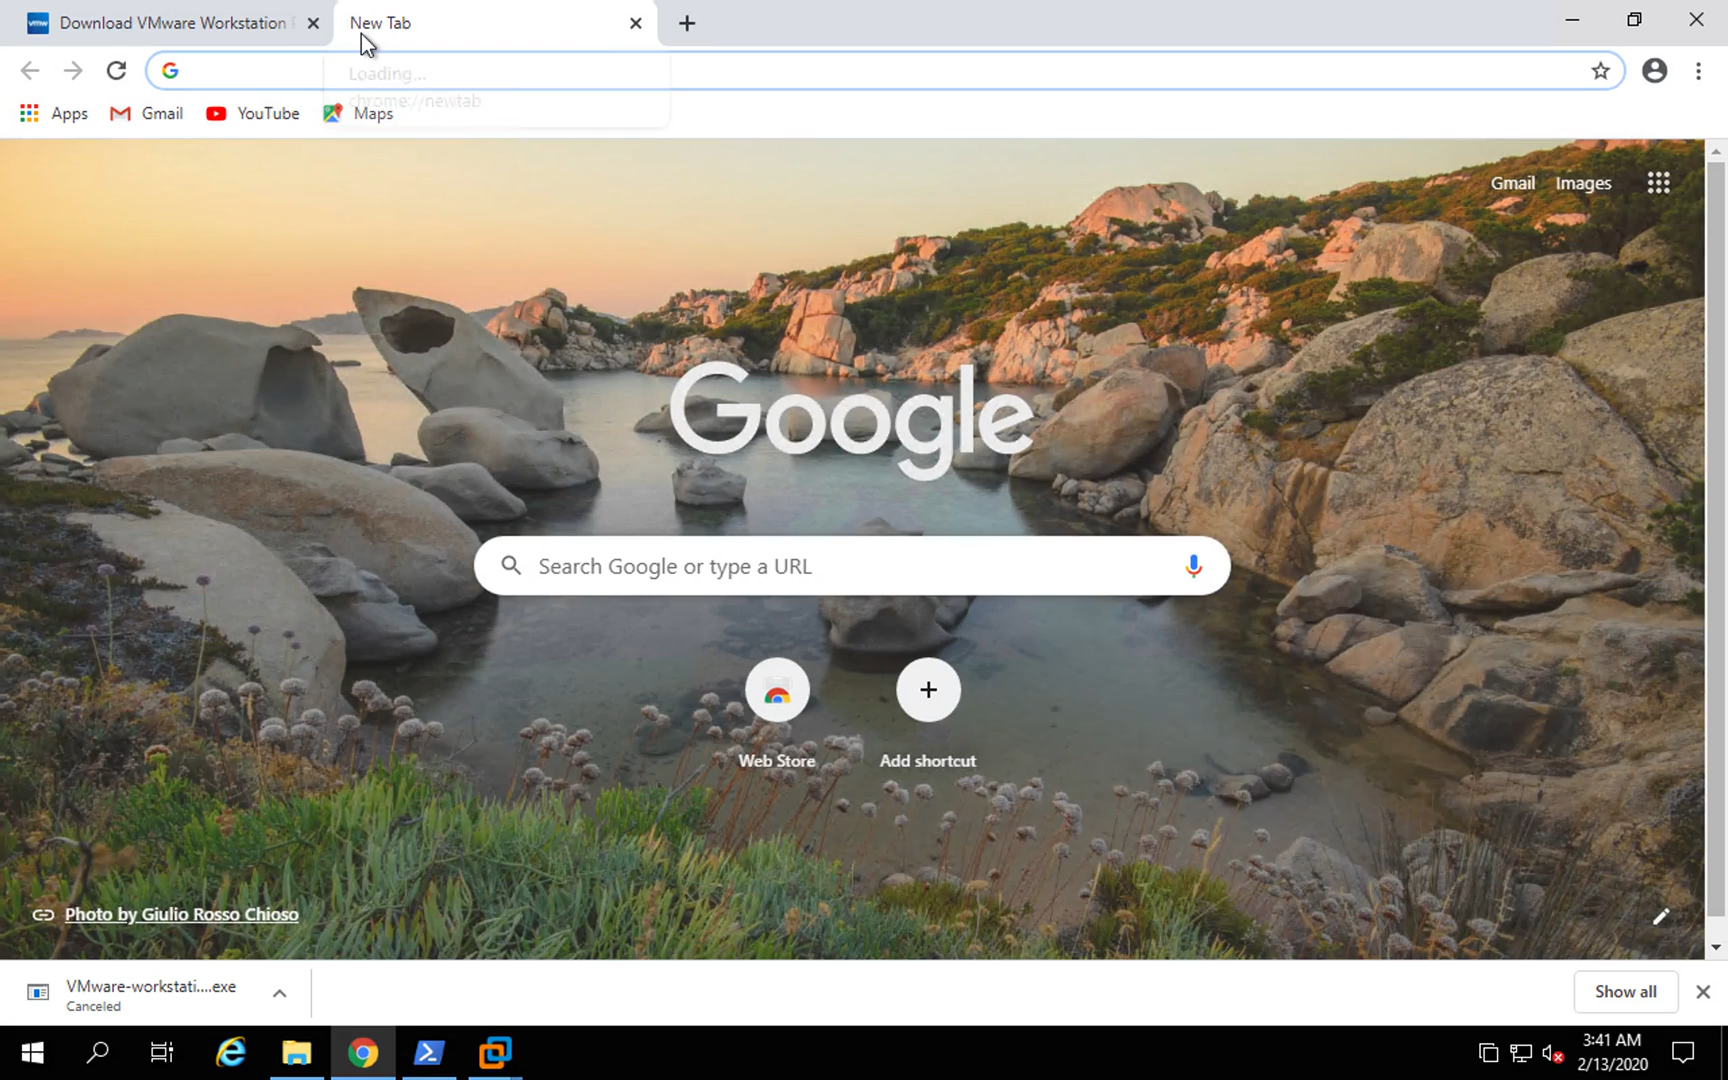 Download VMware Workstation
New Tab
Loading...
chrome://newtab
Apps
Gmail
YouTube
Maps
Gmail
Images
Google
Search Google or type a URL
Web Store
Add shortcut
Photo by Giulio Rosso Chioso
VMware-workstati....exe
Canceled
Show all
3:41 AM
2/13/2020